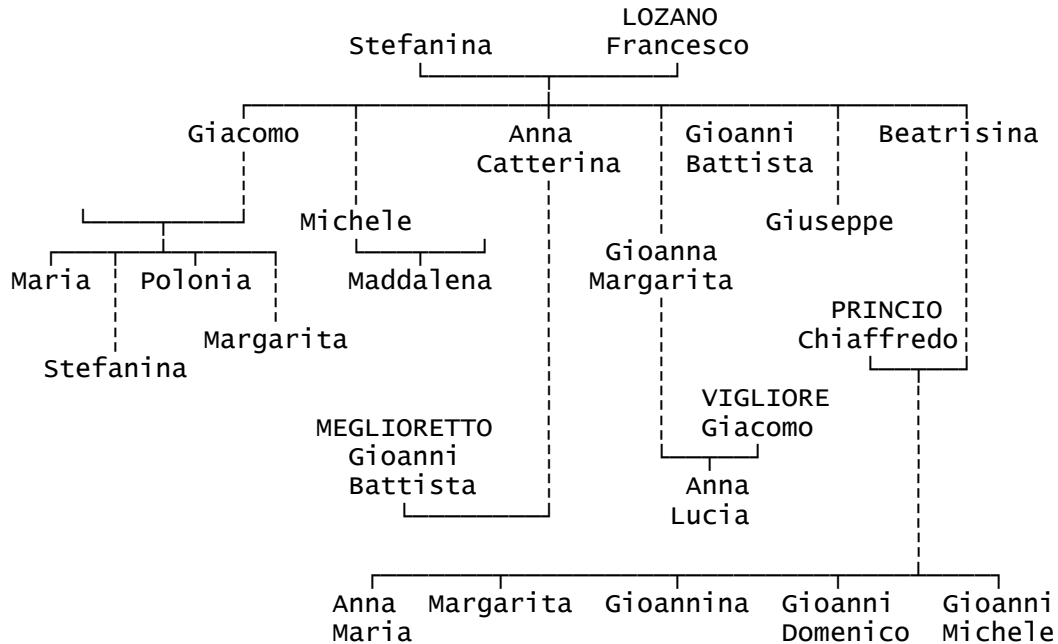 LOZANO
Stefanina Francesco
Giacomo Anna Gioanni Beatrisina
Catterina Battista
Michele Giuseppe
Gioanna
Maria Polonia Maddalena Margarita
PRINCIO
Margarita Chiaffredo
Stefanina
VIGLIORE
MEGLIORETTO Giacomo
Gioanni
Battista Anna
Lucia
Anna Margarita Gioannina Gioanni Gioanni
Maria Domenico Michele